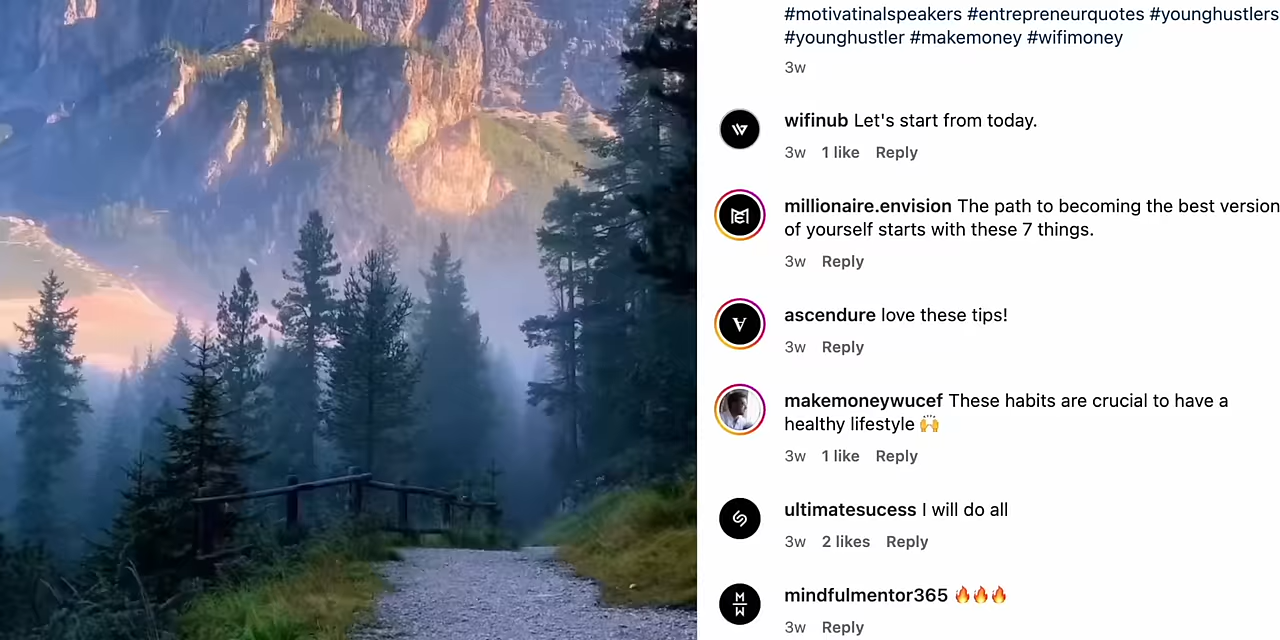 #motivatinalspeakers #entrepreneurquotes #younghustlers
#younghustler #makemoney #wifimoney
3w
wifinub Let's start from today.
3w 1 like Reply
millionaire.envision The path to becoming the best version
of yourself starts with these 7 things.
3w Reply
ascendure love these tips!
3w Reply
makemoneywucef These habits are crucial to have a
healthy lifestyle 🙌
3w 1 like Reply
ultimatesucess I will do all
3w 2 likes Reply
M
W
mindfulmentor365 🔥🔥🔥
3w Reply